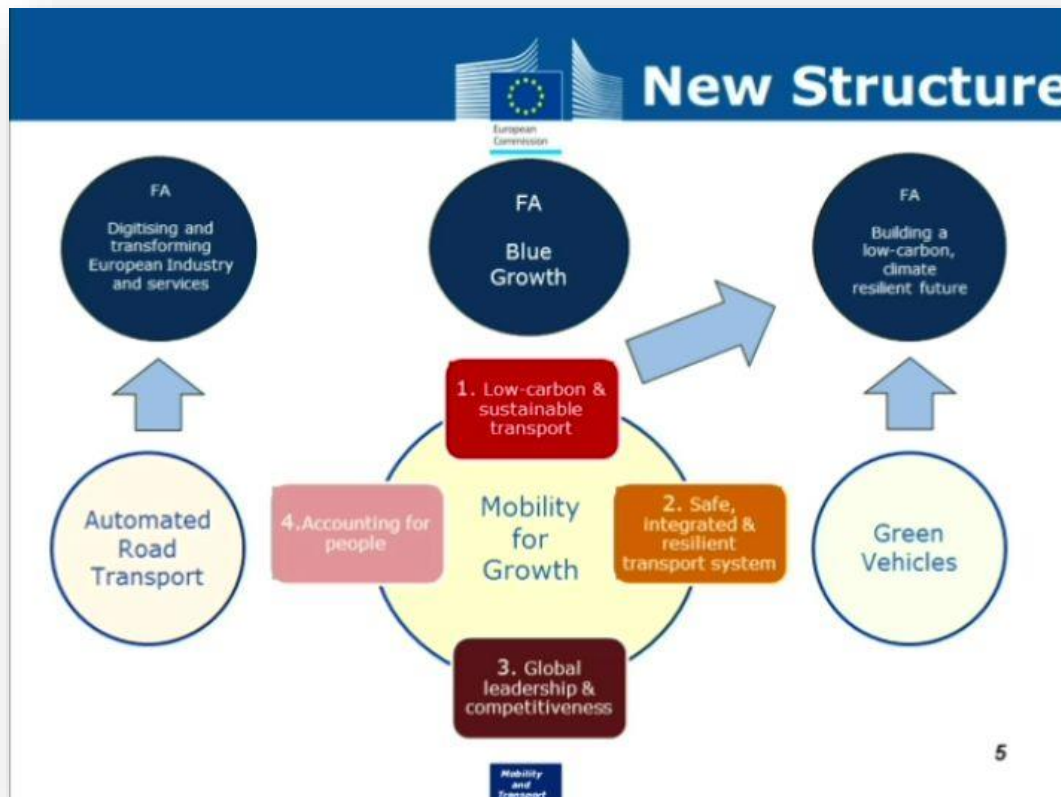 New Structure
European
Commission
FA
Digitising and
transforming
European Industry
and services
FA
Blue
Growth
FA
Building a
low-carbon,
climate
resilient future
1. Low-carbon &
sustainable
transport
Automated
Road
Transport
4.Accounting for
people
Mobility
for
Growth
2. Safe,
integrated &
resilient
transport system
Green
Vehicles
3. Global
leadership &
competitiveness
5
Mobility
and
Transport